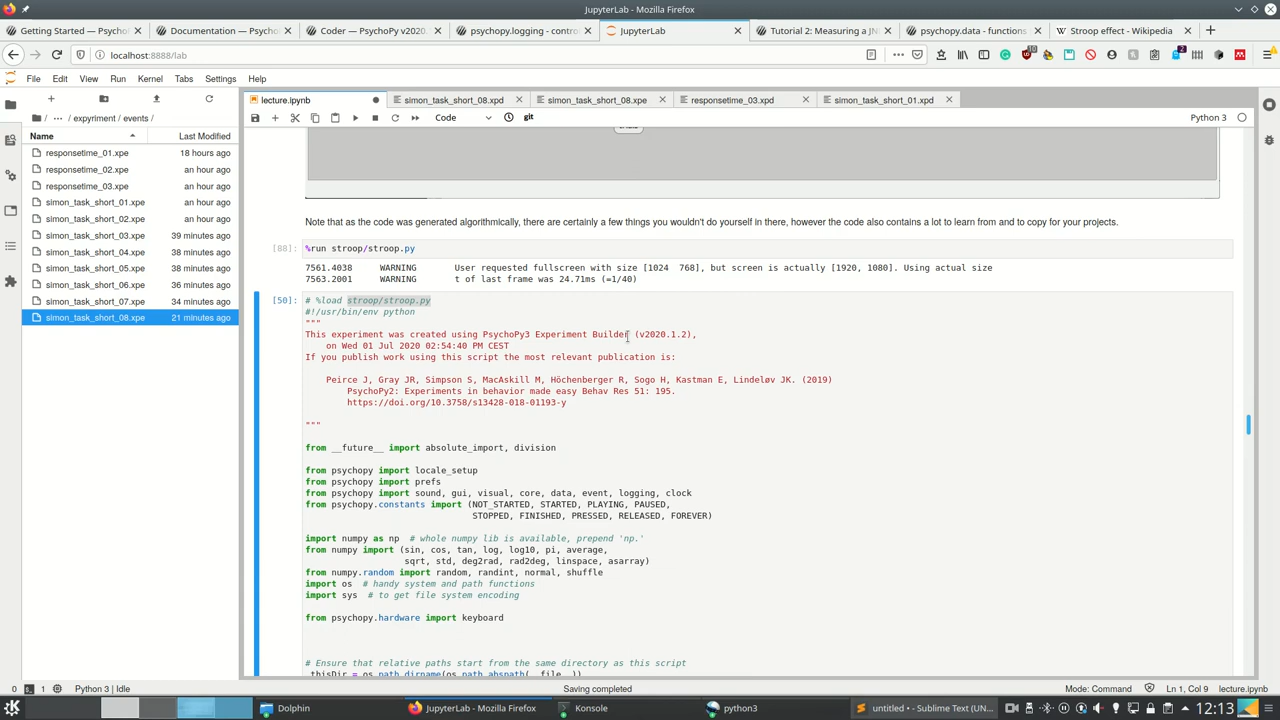 JupyterLab - Mozilla Firefox
Getting Started — Psycho
Documentation — Psycho
Coder — PsychoPy v2020.
psychopy.logging - contro
JupyterLab
Tutorial 2: Measuring a JN
psychopy.data - functions
Stroop effect - Wikipedia
localhost:8888/lab
File Edit View Run Kernel Tabs Settings Help
lecture.ipynb
simon_task_short_08.xpd
simon_task_short_08.xpe
responsetime_03.xpd
simon_task_short_01.xpd
/ ··· / expyriment / events /
Code
git
Python 3
Name Last Modified
responsetime_01.xpe 18 hours ago
responsetime_02.xpe an hour ago
responsetime_03.xpe an hour ago
simon_task_short_01.xpe an hour ago
simon_task_short_02.xpe an hour ago
simon_task_short_03.xpe 39 minutes ago
simon_task_short_04.xpe 38 minutes ago
simon_task_short_05.xpe 38 minutes ago
simon_task_short_06.xpe 36 minutes ago
simon_task_short_07.xpe 34 minutes ago
simon_task_short_08.xpe 21 minutes ago
Note that as the code was generated algorithmically, there are certainly a few things you wouldn't do yourself in there, however the code also contains a lot to learn from and to copy for your projects.
[88]: %run stroop/stroop.py
7561.4038 WARNING User requested fullscreen with size [1024 768], but screen is actually [1920, 1080]. Using actual size
7563.2001 WARNING t of last frame was 24.71ms (=1/40)
[50]: # %load stroop/stroop.py
#!/usr/bin/env python
"""
This experiment was created using PsychoPy3 Experiment Builder (v2020.1.2),
on Wed 01 Jul 2020 02:54:40 PM CEST
If you publish work using this script the most relevant publication is:
Peirce J, Gray JR, Simpson S, MacAskill M, Höchenberger R, Sogo H, Kastman E, Lindeløv JK. (2019)
PsychoPy2: Experiments in behavior made easy Behav Res 51: 195.
https://doi.org/10.3758/s13428-018-01193-y
"""
from __future__ import absolute_import, division
from psychopy import locale_setup
from psychopy import prefs
from psychopy import sound, gui, visual, core, data, event, logging, clock
from psychopy.constants import (NOT_STARTED, STARTED, PLAYING, PAUSED,
STOPPED, FINISHED, PRESSED, RELEASED, FOREVER)
import numpy as np # whole numpy lib is available, prepend 'np.'
from numpy import (sin, cos, tan, log, log10, pi, average,
sqrt, std, deg2rad, rad2deg, linspace, asarray)
from numpy.random import random, randint, normal, shuffle
import os # handy system and path functions
import sys # to get file system encoding
from psychopy.hardware import keyboard
# Ensure that relative paths start from the same directory as this script
_thisDir = os.path.dirname(os.path.abspath(__file__))
0 1 Python 3 | Idle
Saving completed
Mode: Command
Ln 1, Col 9 lecture.ipynb
Dolphin
JupyterLab - Mozilla Firefox
Konsole
python3
untitled • - Sublime Text (UN...
12:13